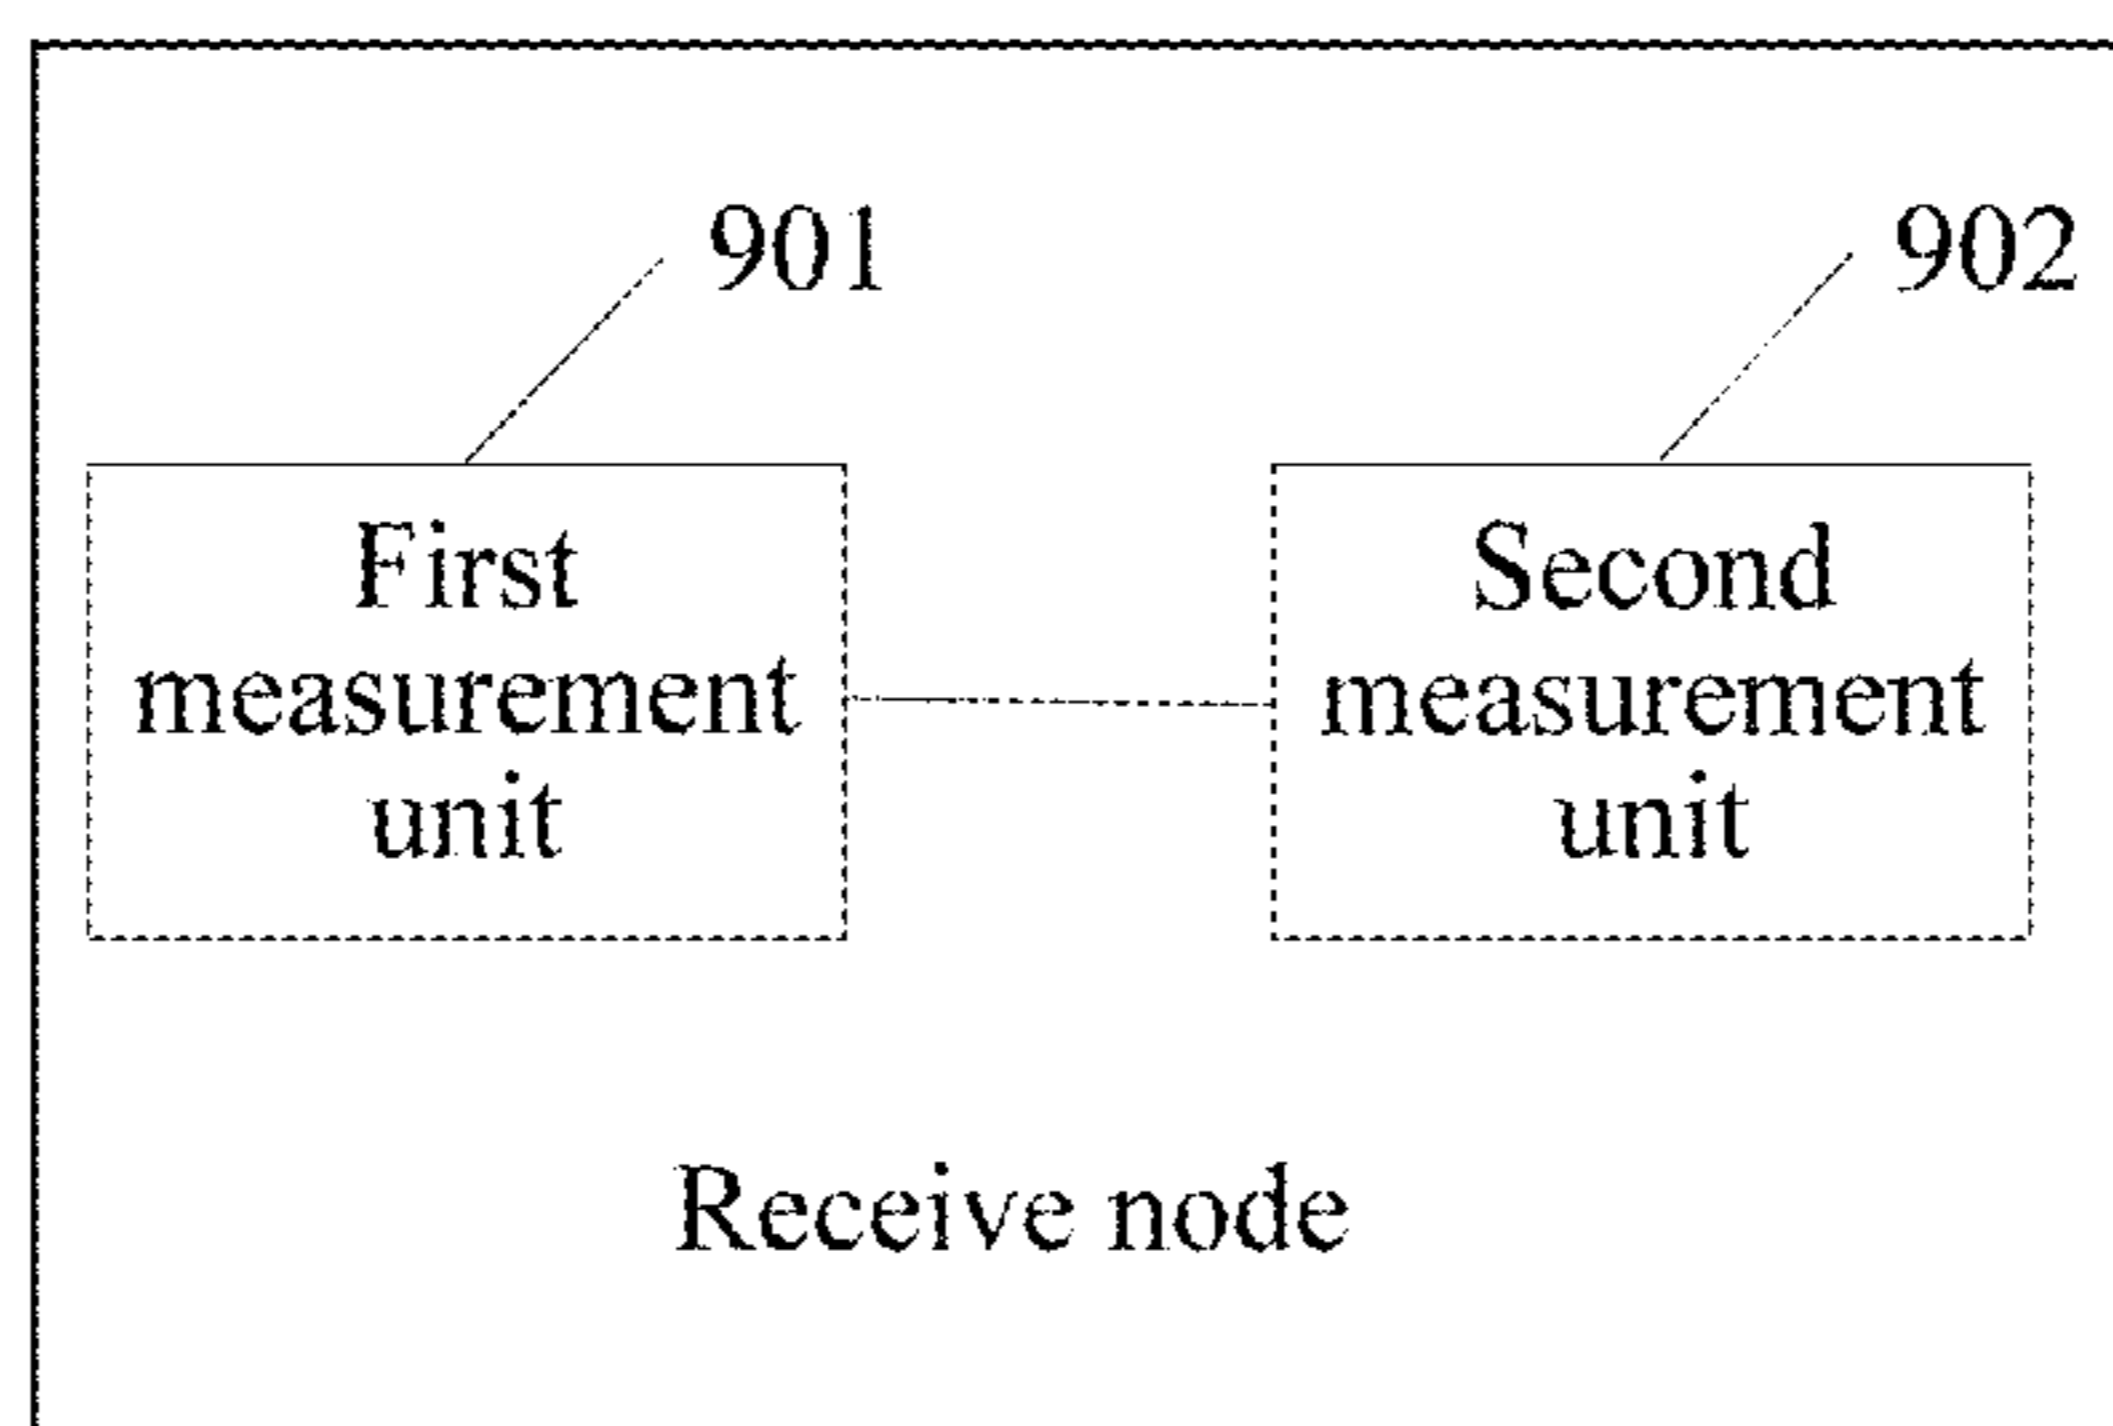 901
902
First
measurement
unit
Second
measurement
unit
Receive node